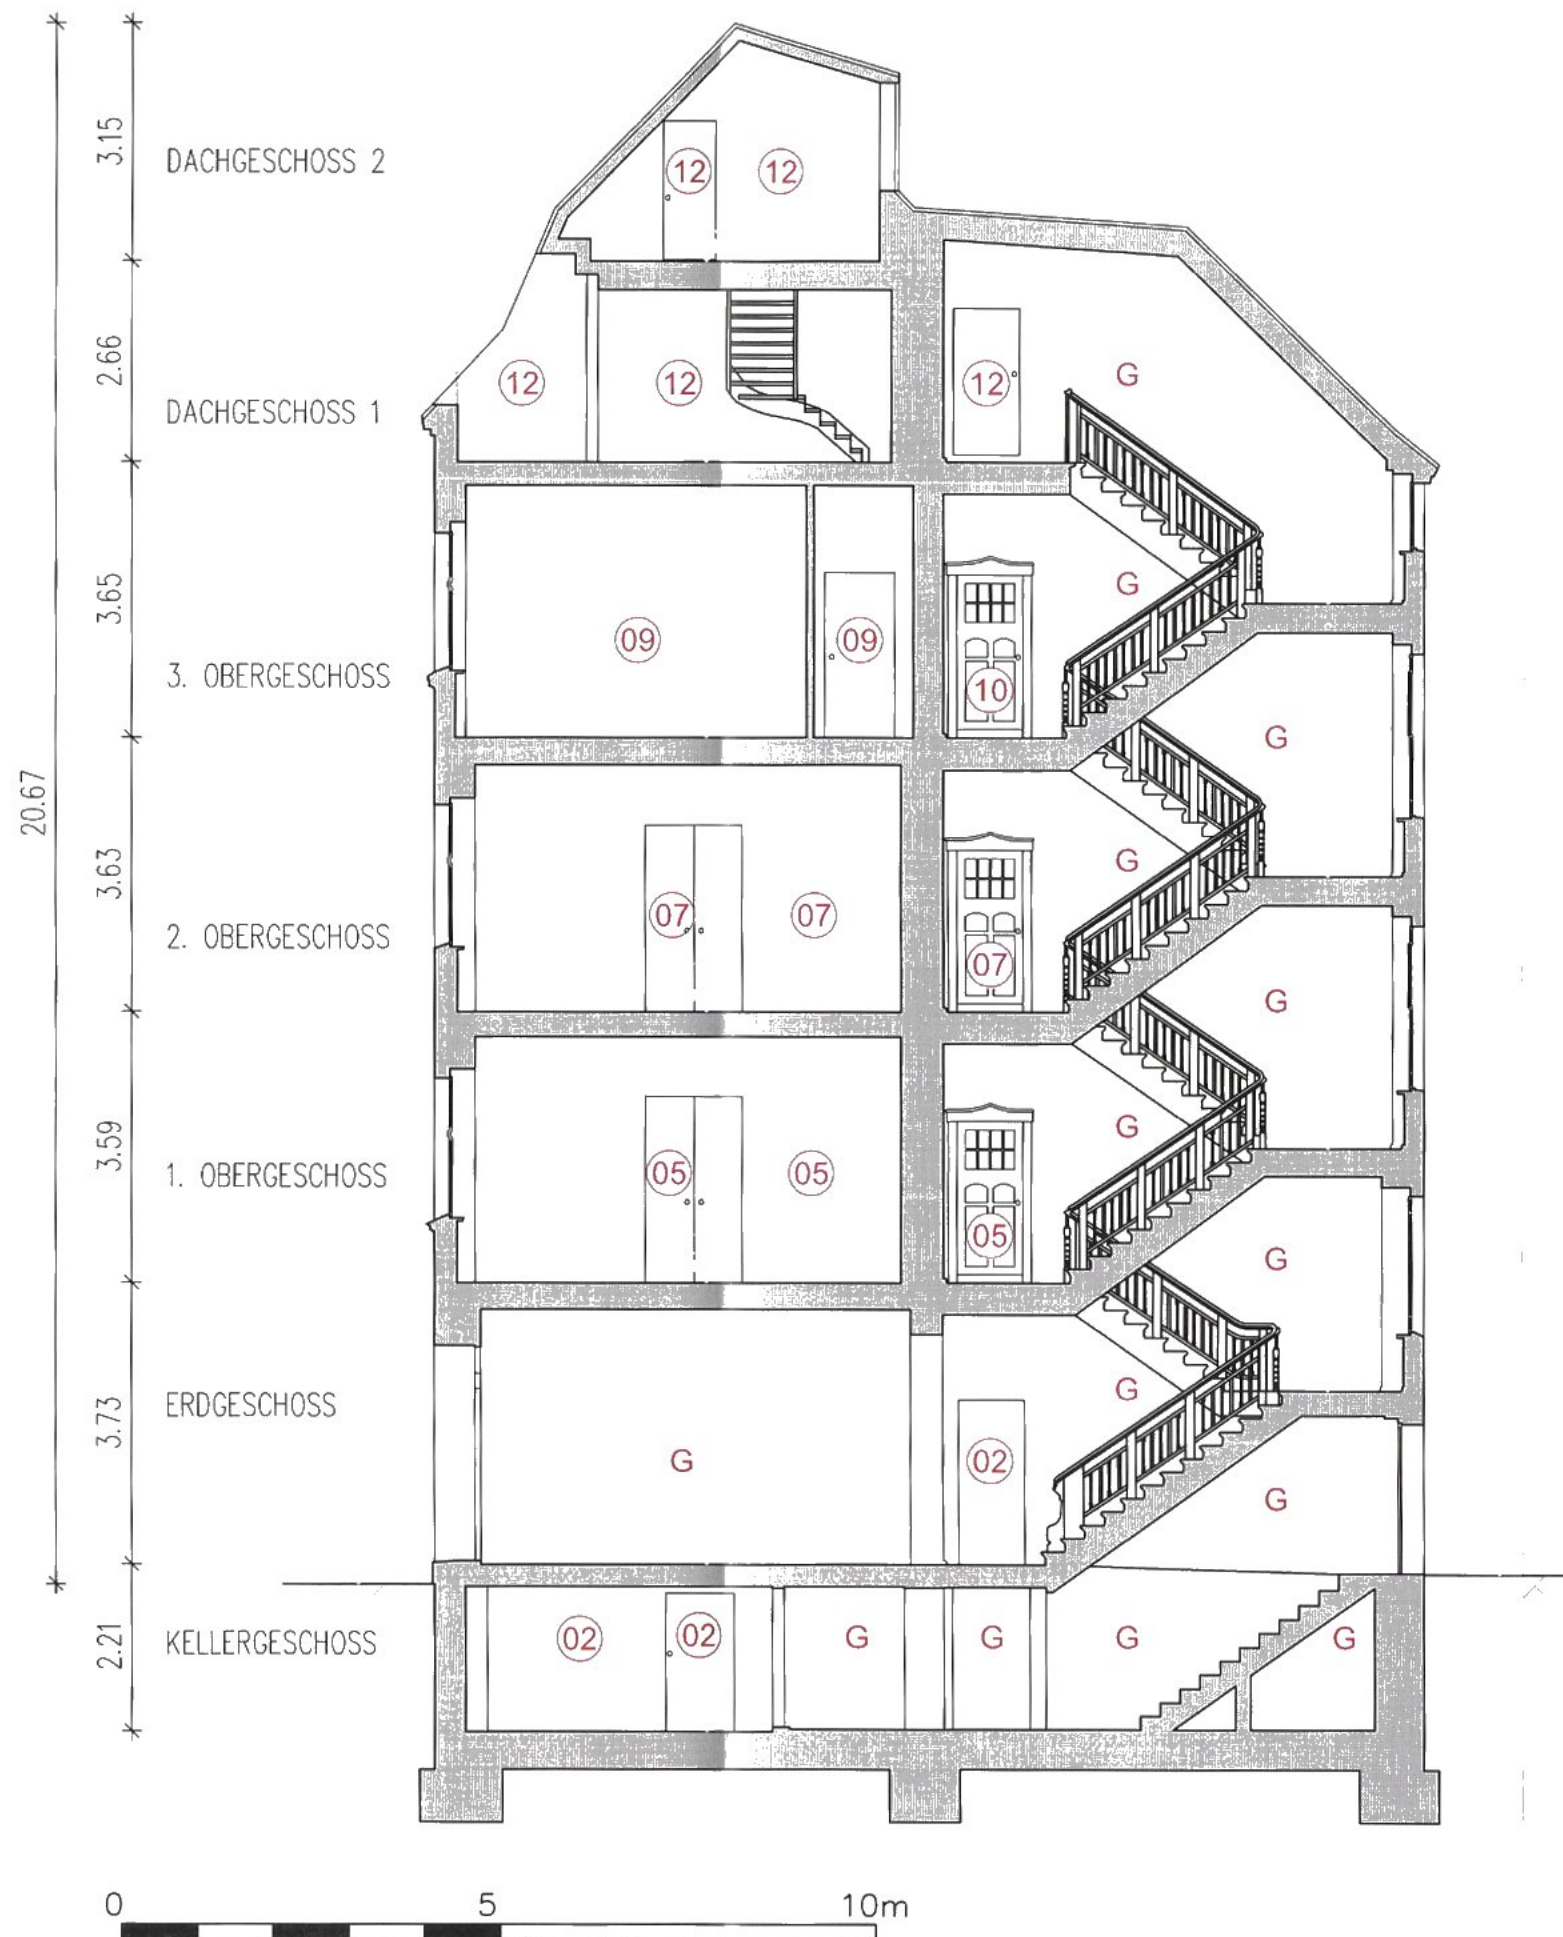 3.15
DACHGESCHOSS 2
12 12
2.66
DACHGESCHOSS 1
12 12 12 G
3.65
3. OBERGESCHOSS
09 09 10 G
G
20.67
3.63
2. OBERGESCHOSS
07 07 07 G
G
3.59
1. OBERGESCHOSS
05 05 05 G
G
3.73
ERDGESCHOSS
G 02 G
G
2.21
KELLERGESCHOSS
02 02 G G G G
0 5 10m